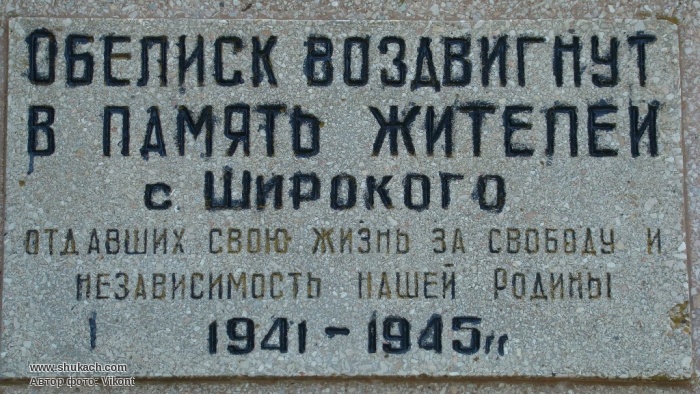 ОБЕЛИСК ВОЗДВИГНУТ
В ПАМЯТЬ ЖИТЕЛЕЙ
с ШИРОКОГО
ОТДАВШИХ СВОЮ ЖИЗНЬ ЗА СВОБОДУ И
НЕЗАВИСИМОСТЬ НАШЕЙ РОДИНЫ
1941-1945гг
www.shukach.com
Автор фото: Vikont